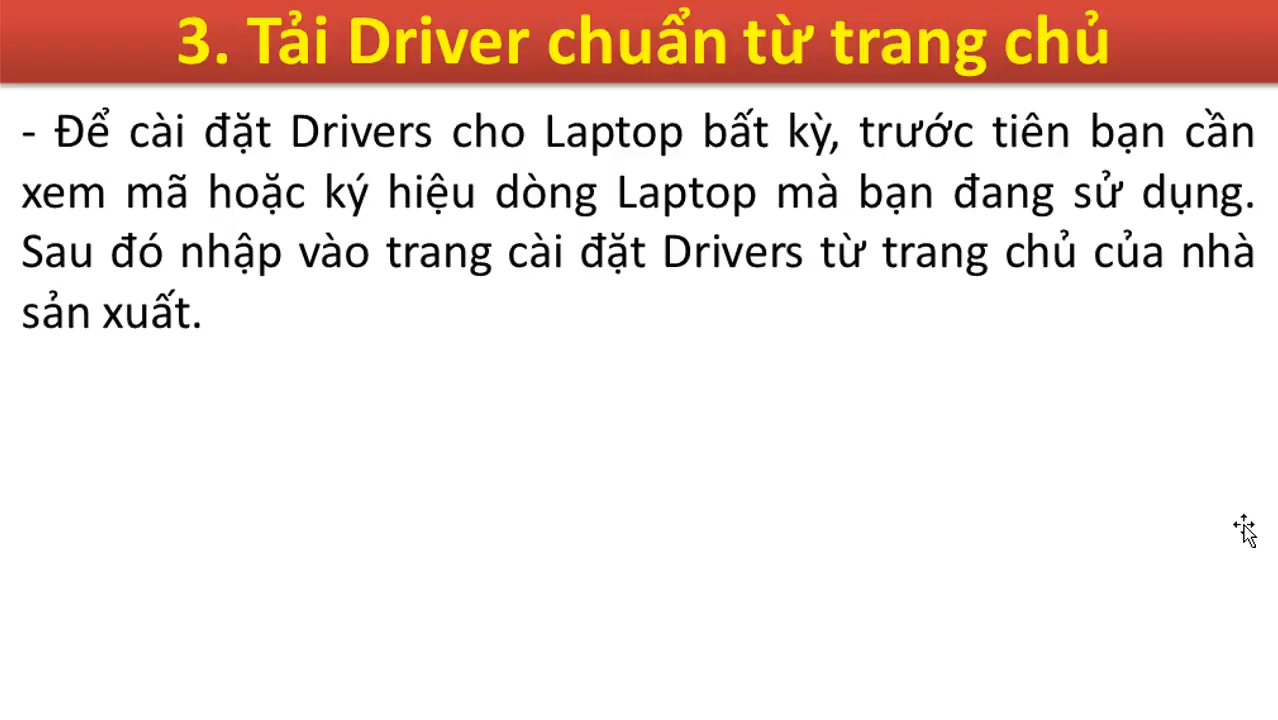 3. Tải Driver chuẩn từ trang chủ
- Để cài đặt Drivers cho Laptop bất kỳ, trước tiên bạn cần
xem mã hoặc ký hiệu dòng Laptop mà bạn đang sử dụng.
Sau đó nhập vào trang cài đặt Drivers từ trang chủ của nhà
sản xuất.